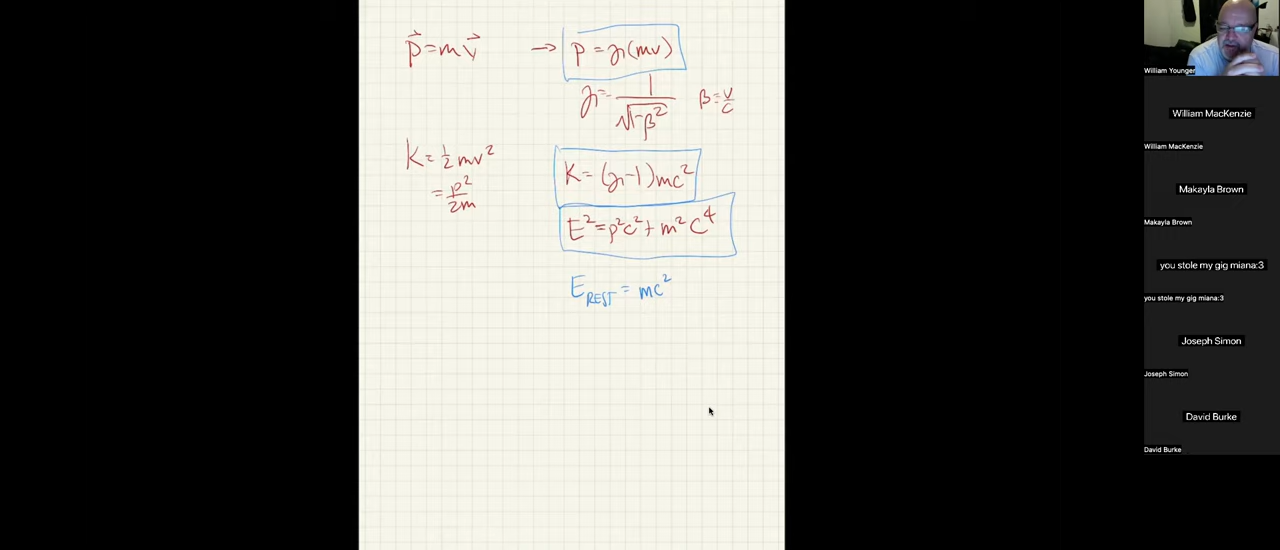 p⃗ = mv⃗ → p = γ(mv)
γ = 1/√(1-β²) β = v/c
K = ½mv²
= p²/2m
K = (γ-1)mc²
E² = p²c² + m²c⁴
E_REST = mc²
William Younger
William MacKenzie
William MacKenzie
Makayla Brown
Makayla Brown
you stole my gig miana:3
you stole my gig miana:3
Joseph Simon
Joseph Simon
David Burke
David Burke